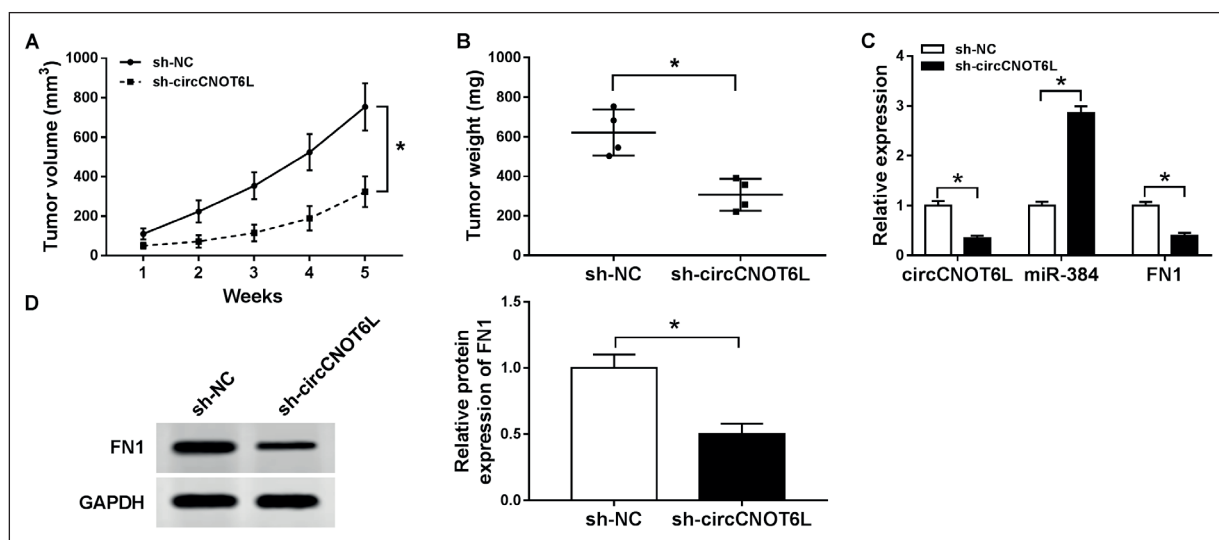 A
sh-NC
sh-circCNOT6L
Tumor volume (mm³)
1000
800
600
400
200
0
1 2 3 4 5
Weeks
*
B
Tumor weight (mg)
1000
800
600
400
200
0
*
sh-NC sh-circCNOT6L
C
sh-NC
sh-circCNOT6L
Relative expression
4
3
2
1
0
*
*
*
circCNOT6L miR-384 FN1
D
sh-NC
sh-circCNOT6L
FN1
GAPDH
Relative protein
expression of FN1
1.5
1.0
0.5
0.0
*
sh-NC sh-circCNOT6L